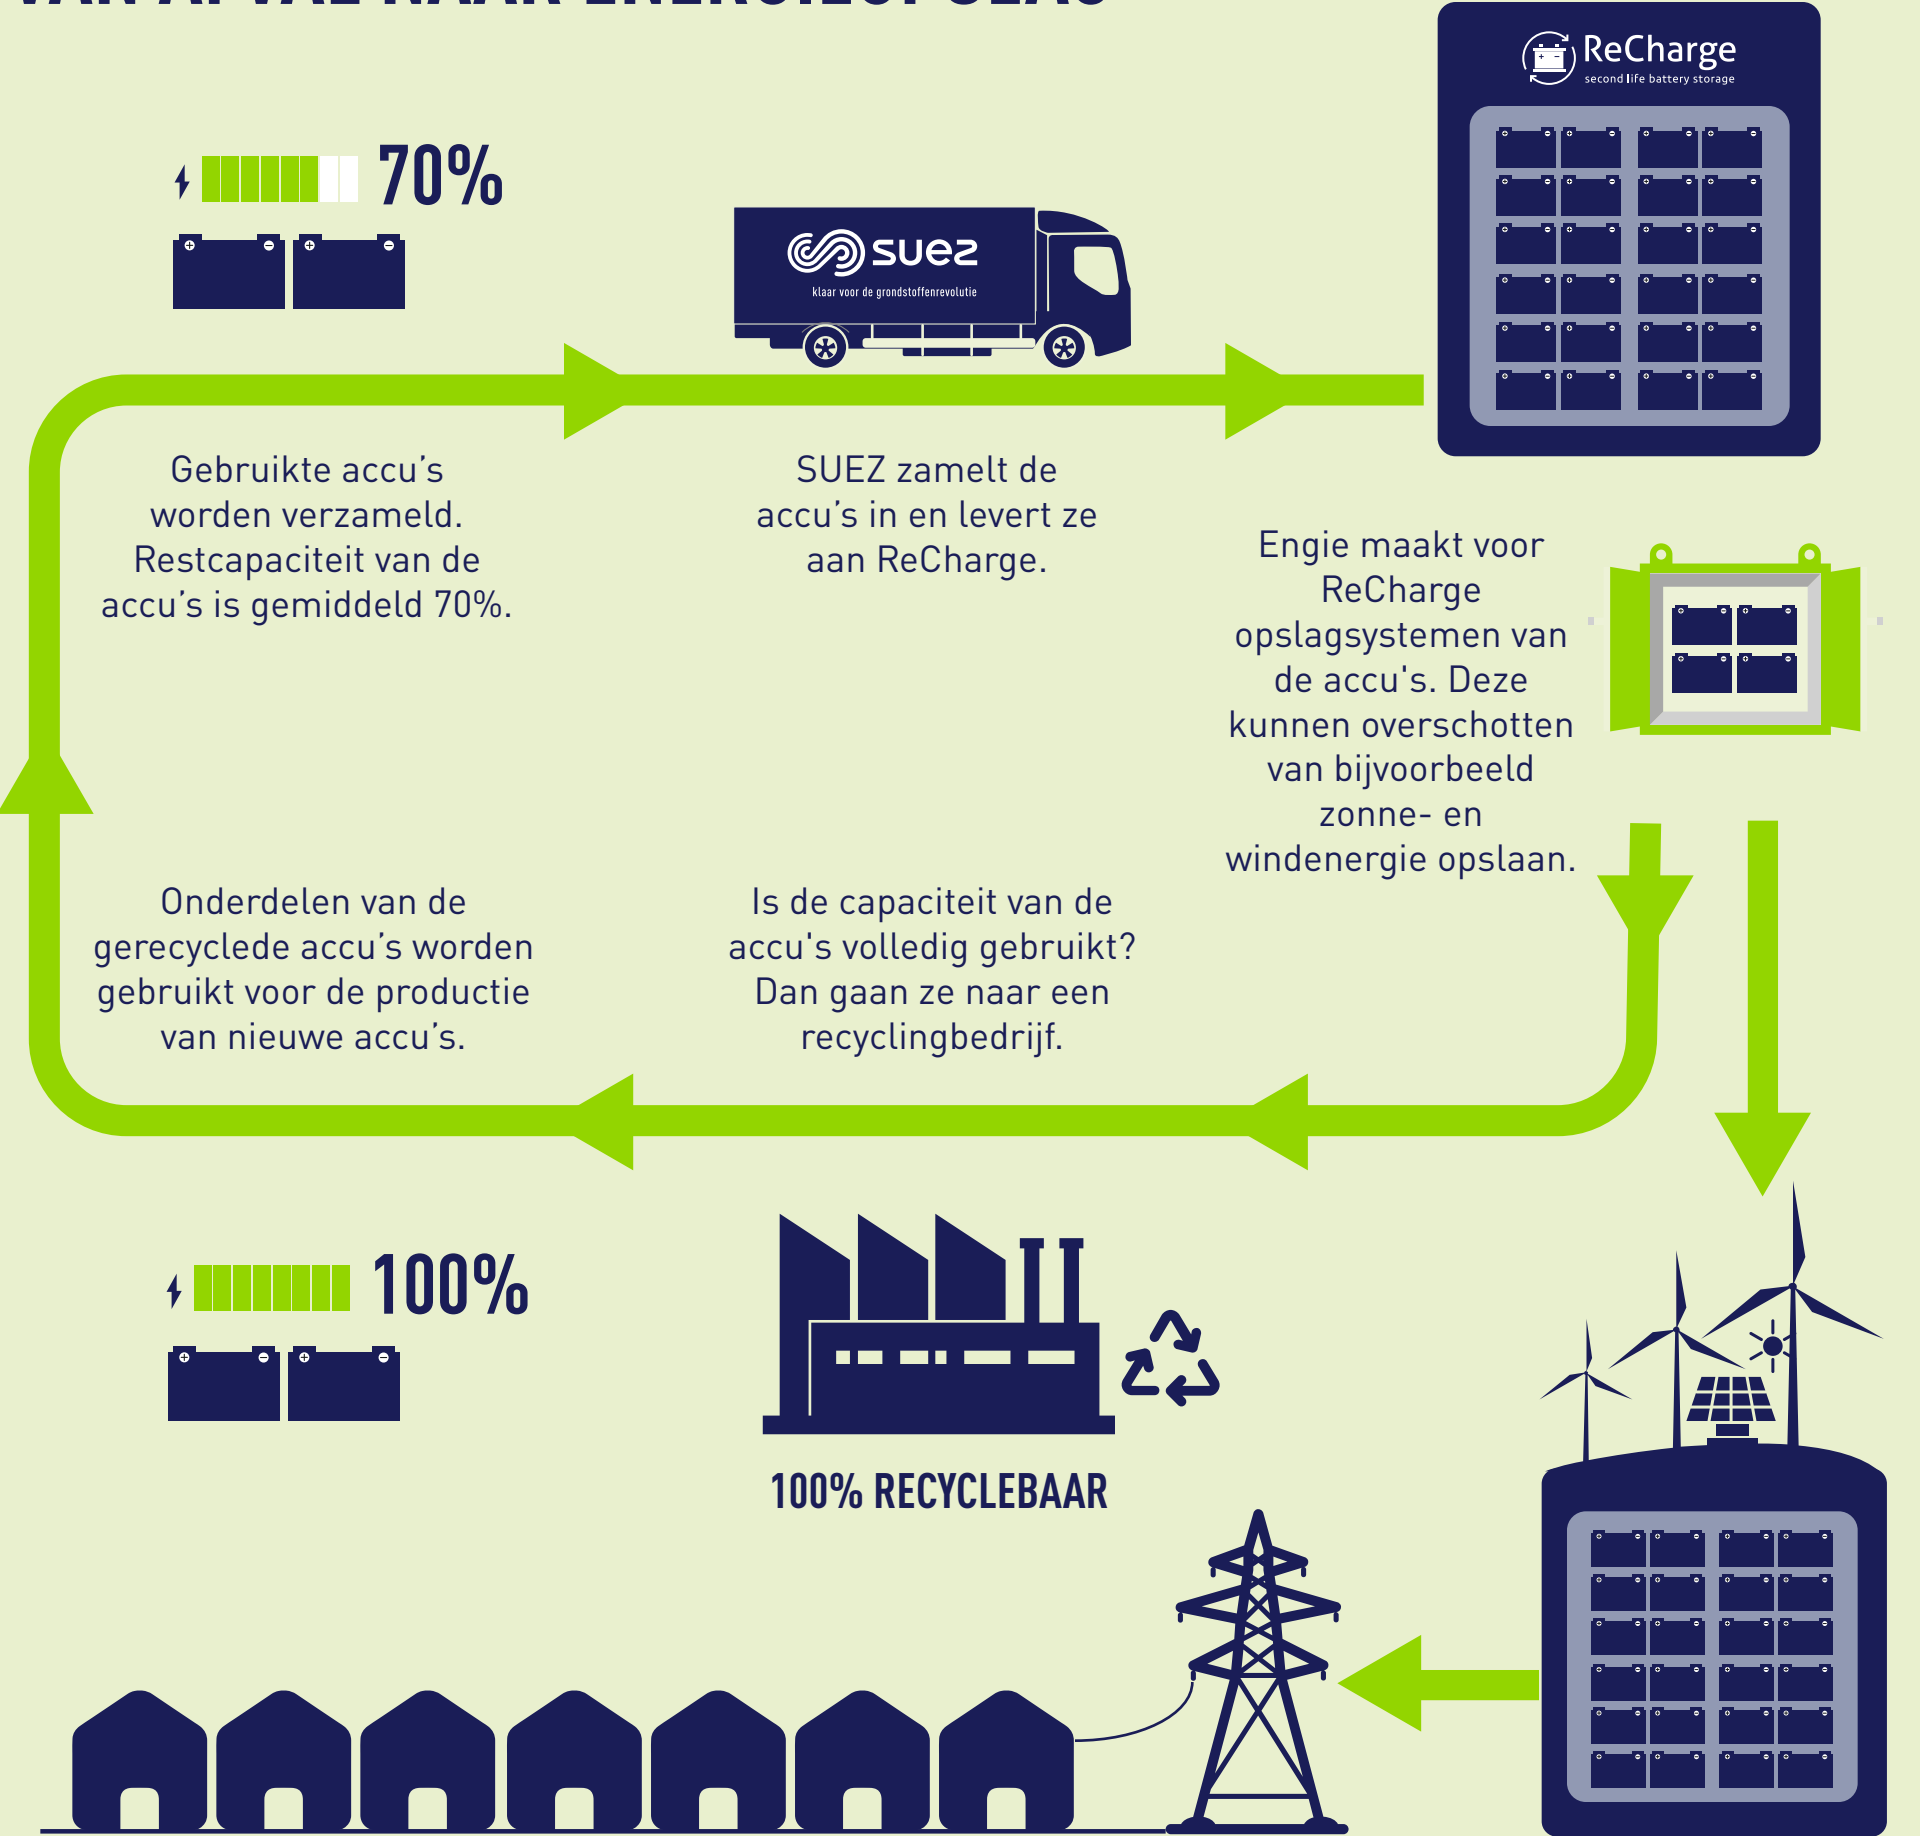 VAN AFVAL NAAR ENERGIEOPSLAG
ReCharge
second life battery storage
70%
suez
klaar voor de grondstoffenrevolutie
Gebruikte accu’s
worden verzameld.
Restcapaciteit van de
accu’s is gemiddeld 70%.
SUEZ zamelt de
accu’s in en levert ze
aan ReCharge.
Engie maakt voor
ReCharge
opslagsystemen van
de accu's. Deze
kunnen overschotten
van bijvoorbeeld
zonne- en
windenergie opslaan.
Onderdelen van de
gerecyclede accu’s worden
gebruikt voor de productie
van nieuwe accu’s.
Is de capaciteit van de
accu's volledig gebruikt?
Dan gaan ze naar een
recyclingbedrijf.
100%
100% RECYCLEBAAR